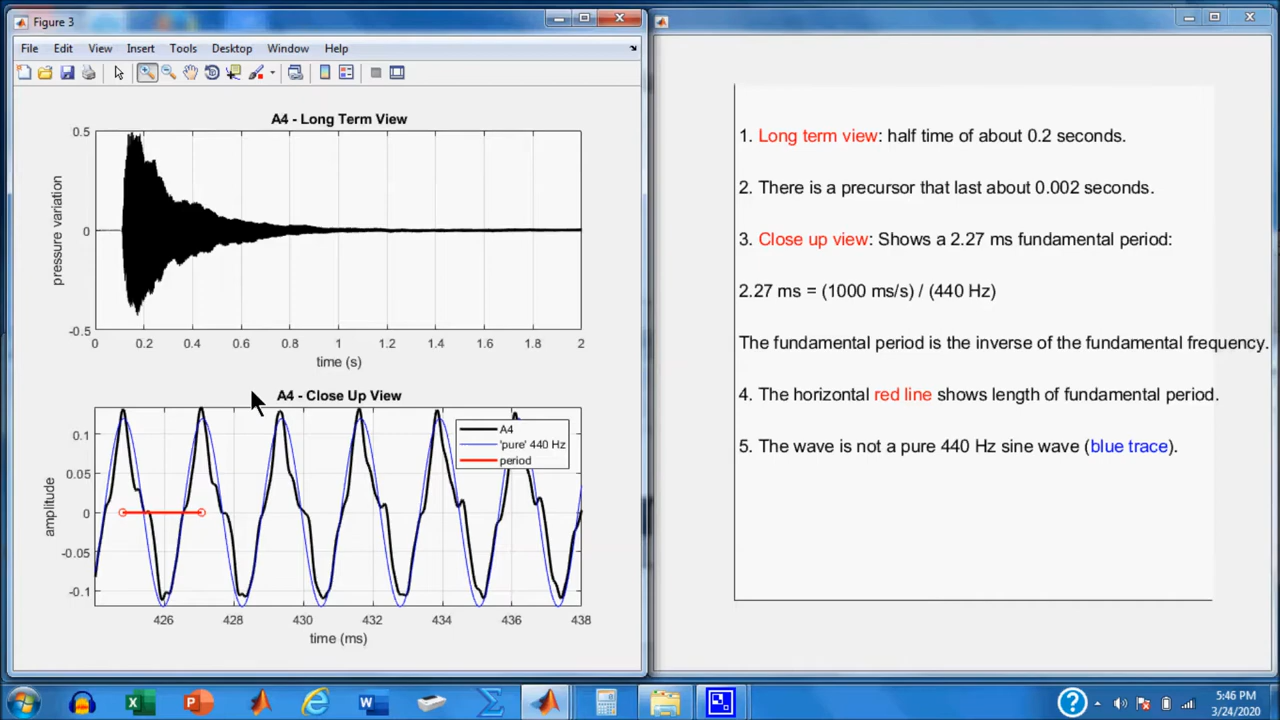 Figure 3
File Edit View Insert Tools Desktop Window Help
A4 - Long Term View
pressure variation
0.5
0
-0.5
0 0.2 0.4 0.6 0.8 1 1.2 1.4 1.6 1.8 2
time (s)
A4 - Close Up View
amplitude
0.1
0.05
0
-0.05
-0.1
A4
'pure' 440 Hz
period
426 428 430 432 434 436 438
time (ms)
1. Long term view: half time of about 0.2 seconds.
2. There is a precursor that last about 0.002 seconds.
3. Close up view: Shows a 2.27 ms fundamental period:
2.27 ms = (1000 ms/s) / (440 Hz)
The fundamental period is the inverse of the fundamental frequency.
4. The horizontal red line shows length of fundamental period.
5. The wave is not a pure 440 Hz sine wave (blue trace).
5:46 PM
3/24/2020